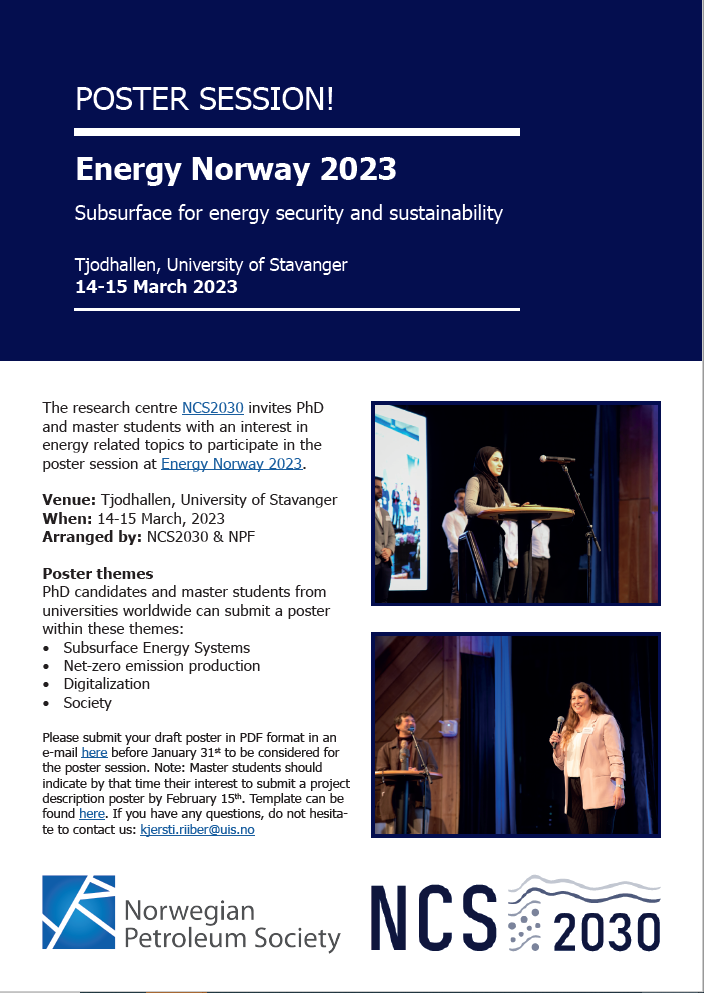 POSTER SESSION!
Energy Norway 2023
Subsurface for energy security and sustainability
Tjodhallen, University of Stavanger
14-15 March 2023
The research centre NCS2030 invites PhD
and master students with an interest in
energy related topics to participate in the
poster session at Energy Norway 2023.
Venue: Tjodhallen, University of Stavanger
When: 14-15 March, 2023
Arranged by: NCS2030 & NPF
Poster themes
PhD candidates and master students from
universities worldwide can submit a poster
within these themes:
• Subsurface Energy Systems
• Net-zero emission production
• Digitalization
• Society
Please submit your draft poster in PDF format in an
e-mail here before January 31st to be considered for
the poster session. Note: Master students should
indicate by that time their interest to submit a project
description poster by February 15th. Template can be
found here. If you have any questions, do not hesita-
te to contact us: kjersti.riiber@uis.no
Norwegian
Petroleum Society
NCS
2030